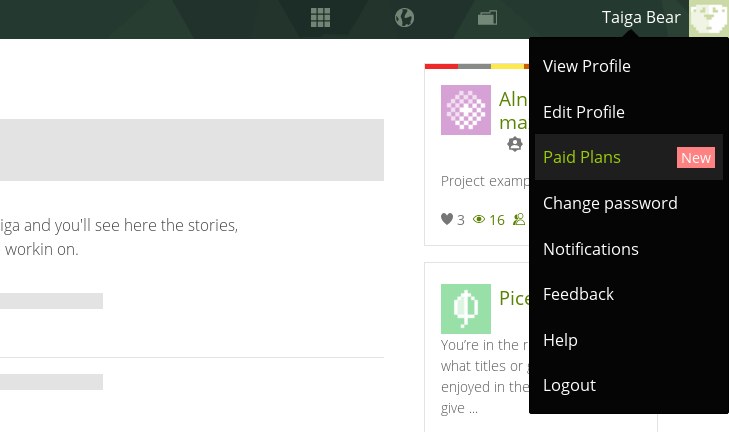 Taiga Bear
View Profile
Edit Profile
Paid Plans New
Change password
Notifications
Feedback
Help
Logout
iga and you'll see here the stories,
workin on.
Aln
ma
Project examp
3 16
Pice
You're in the r
what titles or g
enjoyed in the
give ...